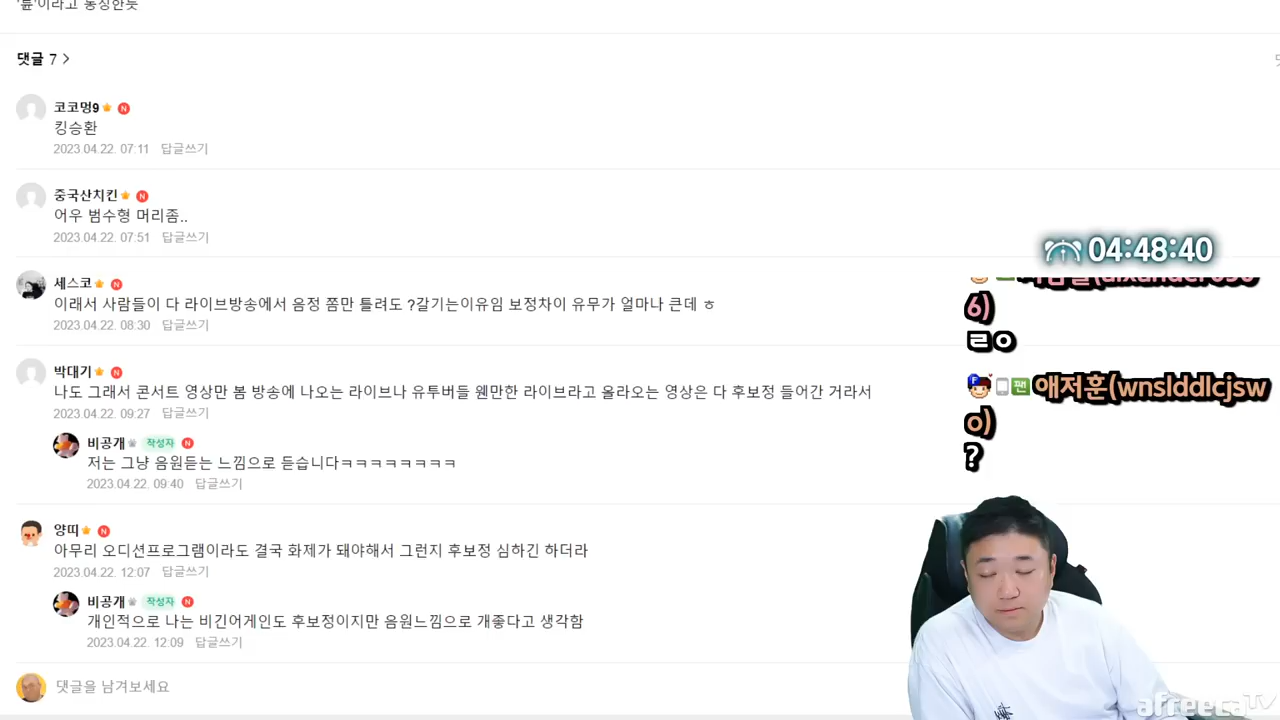 '튠'이라고 통칭한듯
댓글 7
코코멍9
킹승환
2023.04.22. 07:11 답글쓰기
중국산치킨
어우 범수형 머리좀..
2023.04.22. 07:51 답글쓰기
세스코
이래서 사람들이 다 라이브방송에서 음정 쫌만 틀려도 ?갈기는이유임 보정차이 유무가 얼마나 큰데 ㅎ
2023.04.22. 08:30 답글쓰기
박대기
나도 그래서 콘서트 영상만 봄 방송에 나오는 라이브나 유투버들 웬만한 라이브라고 올라오는 영상은 다 후보정 들어간 거라서
2023.04.22. 09:27 답글쓰기
비공개 작성자
저는 그냥 음원듣는 느낌으로 듣습니다ㅋㅋㅋㅋㅋㅋㅋㅋ
2023.04.22. 09:40 답글쓰기
양띠
아무리 오디션프로그램이라도 결국 화제가 돼야해서 그런지 후보정 심하긴 하더라
2023.04.22. 12:07 답글쓰기
비공개 작성자
개인적으로 나는 비긴어게인도 후보정이지만 음원느낌으로 개좋다고 생각함
2023.04.22. 12:09 답글쓰기
댓글을 남겨보세요
04:48:40
6)
ㄹㅇ
팬 애저훈(wnslddlcjsw
o)
?
afreecaTV